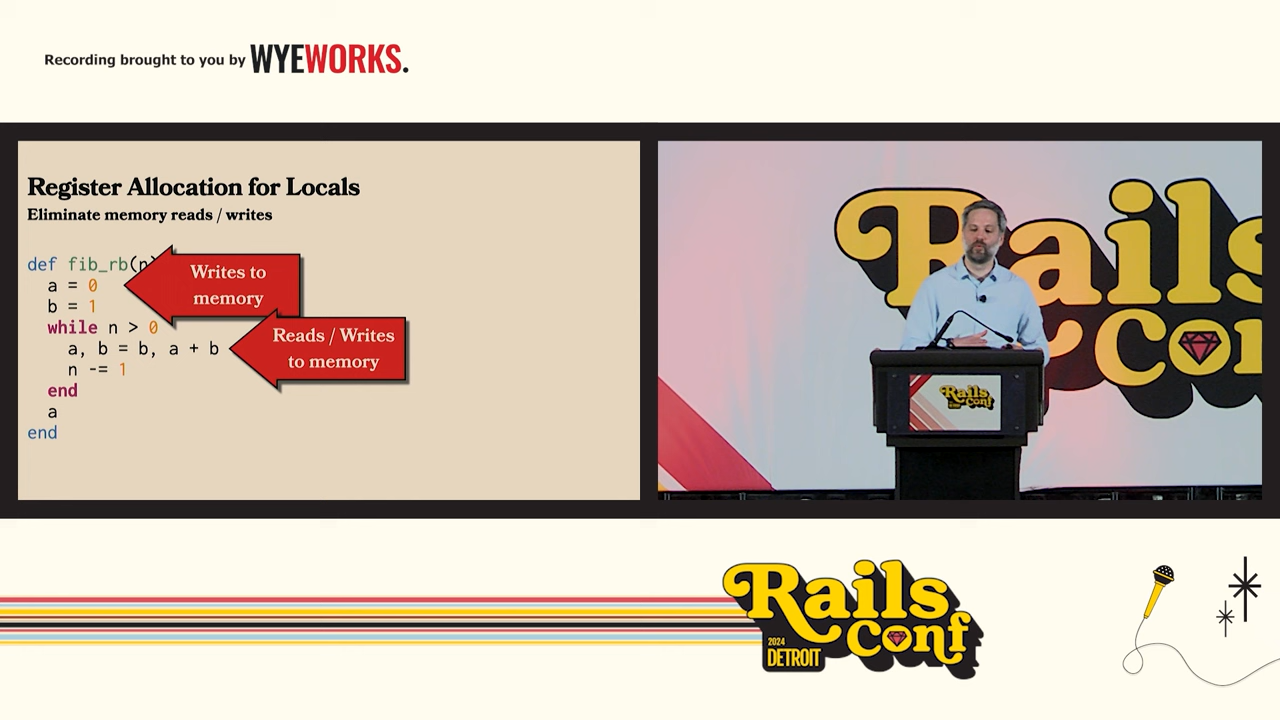 Recording brought to you by WYEWORKS.
Register Allocation for Locals
Eliminate memory reads / writes
def fib_rb(n)
a = 0
b = 1
while n > 0
a, b = b, a + b
n -= 1
end
a
end
Writes to
memory
Reads / Writes
to memory
Rails
Conf
Rails
Conf
Rails
Conf
2024
DETROIT